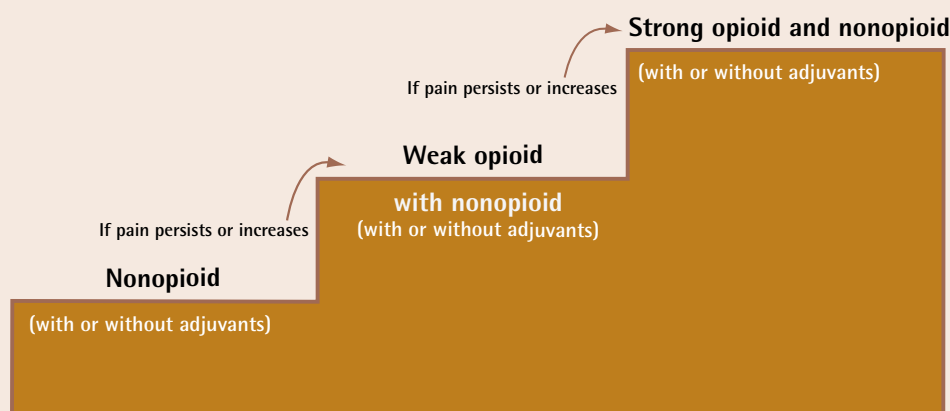 Strong opioid and nonopioid
(with or without adjuvants)
If pain persists or increases
Weak opioid
with nonopioid
(with or without adjuvants)
If pain persists or increases
Nonopioid
(with or without adjuvants)